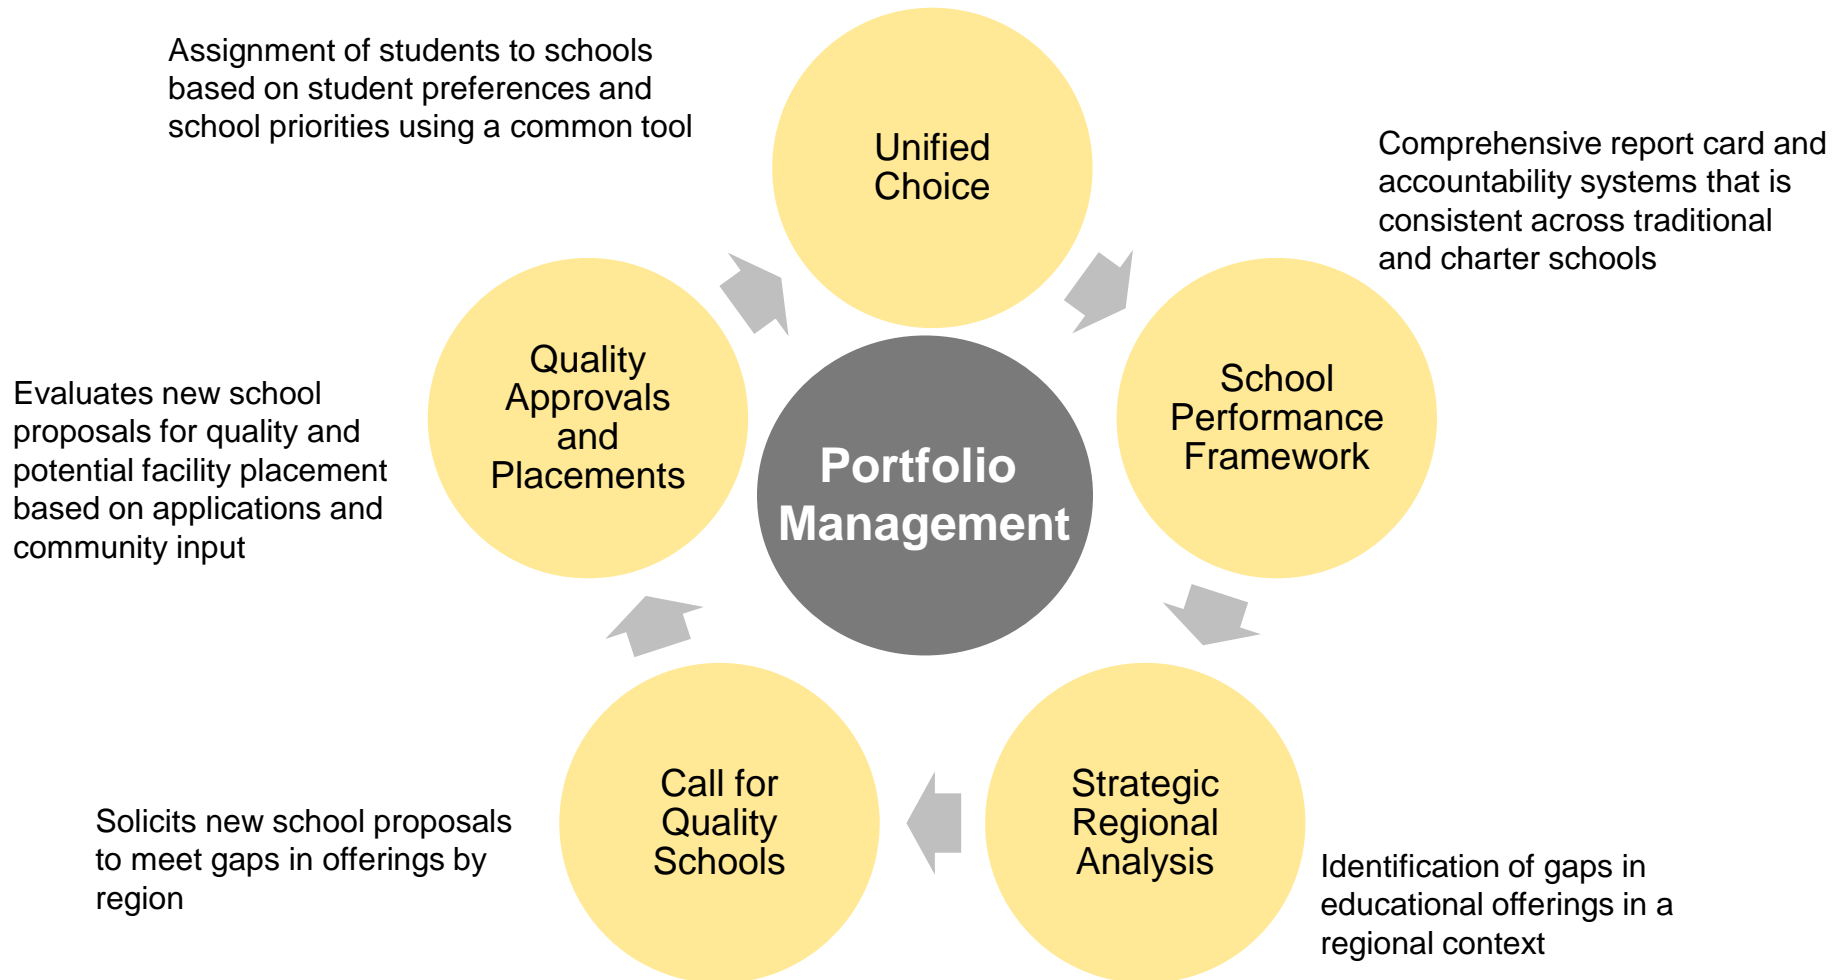 Assignment of students to schools
based on student preferences and
school priorities using a common tool
Unified
Choice
Comprehensive report card and
accountability systems that is
consistent across traditional
and charter schools
School
Performance
Framework
Quality
Approvals
and
Placements
Evaluates new school
proposals for quality and
potential facility placement
based on applications and
community input
Portfolio
Management
Call for
Quality
Schools
Solicits new school proposals
to meet gaps in offerings by
region
Strategic
Regional
Analysis
Identification of gaps in
educational offerings in a
regional context